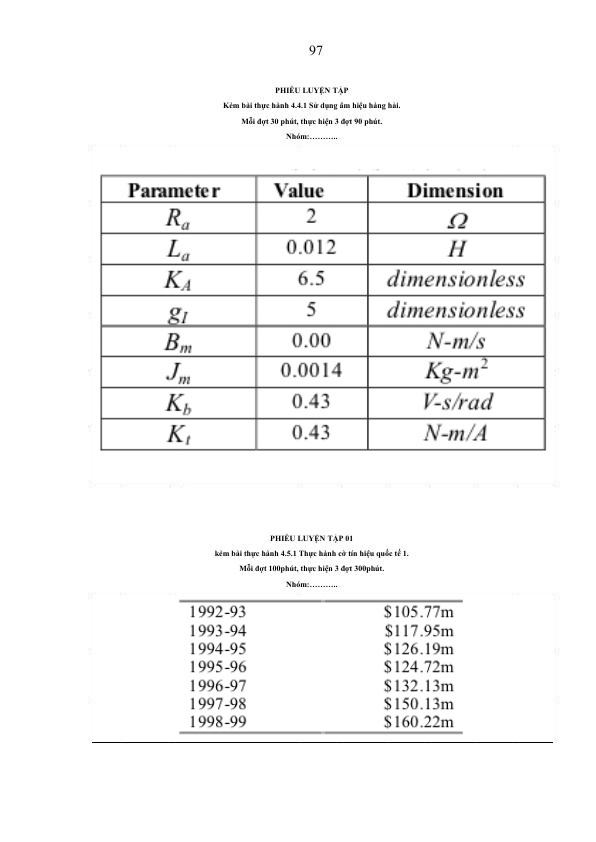 97
PHIẾU LUYỆN TẬP
Kèm bài thực hành 4.4.1 Sử dụng âm hiệu hàng hải.
Mỗi đợt 30 phút, thực hiện 3 đợt 90 phút.
Nhóm:………..
Parameter Value Dimension
Rₐ 2 Ω
Lₐ 0.012 H
K_A 6.5 dimensionless
g_I 5 dimensionless
B_m 0.00 N-m/s
J_m 0.0014 Kg-m²
K_b 0.43 V-s/rad
K_t 0.43 N-m/A
PHIẾU LUYỆN TẬP 01
kèm bài thực hành 4.5.1 Thực hành cờ tín hiệu quốc tế 1.
Mỗi đợt 100phút, thực hiện 3 đợt 300phút.
Nhóm:………..
1992-93 $105.77m
1993-94 $117.95m
1994-95 $126.19m
1995-96 $124.72m
1996-97 $132.13m
1997-98 $150.13m
1998-99 $160.22m